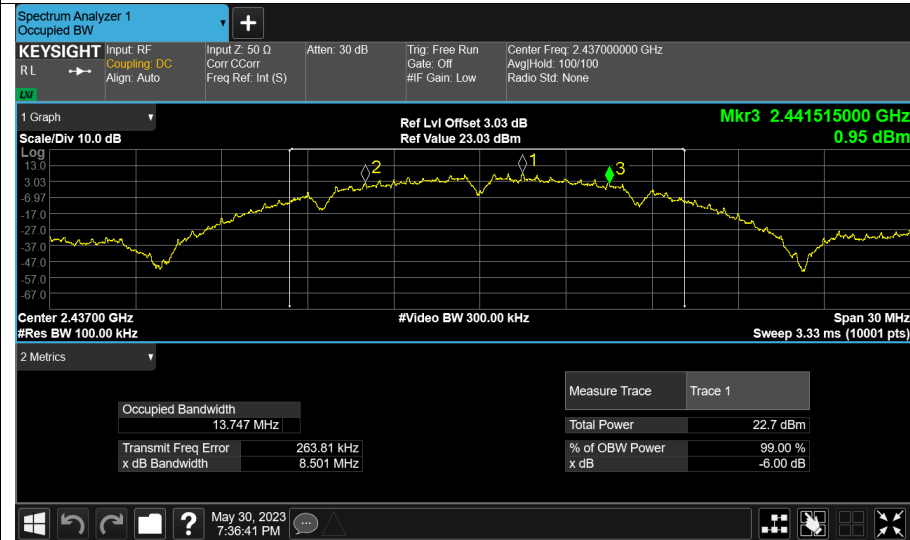 Spectrum Analyzer 1
Occupied BW
KEYSIGHT
R L
LXI
Input: RF
Coupling: DC
Align: Auto
Input Z: 50 Ω
Corr CCorr
Freq Ref: Int (S)
Atten: 30 dB
Trig: Free Run
Gate: Off
#IF Gain: Low
Center Freq: 2.437000000 GHz
Avg|Hold: 100/100
Radio Std: None
1 Graph
Scale/Div 10.0 dB
Ref Lvl Offset 3.03 dB
Ref Value 23.03 dBm
Mkr3 2.441515000 GHz
0.95 dBm
Log
13.0
3.03
-6.97
-17.0
-27.0
-37.0
-47.0
-57.0
-67.0
2
1
3
Center 2.43700 GHz
#Res BW 100.00 kHz
#Video BW 300.00 kHz
Span 30 MHz
Sweep 3.33 ms (10001 pts)
2 Metrics
Occupied Bandwidth
13.747 MHz
Transmit Freq Error 263.81 kHz
x dB Bandwidth 8.501 MHz
Measure Trace Trace 1
Total Power 22.7 dBm
% of OBW Power 99.00 %
x dB -6.00 dB
?
May 30, 2023
7:36:41 PM